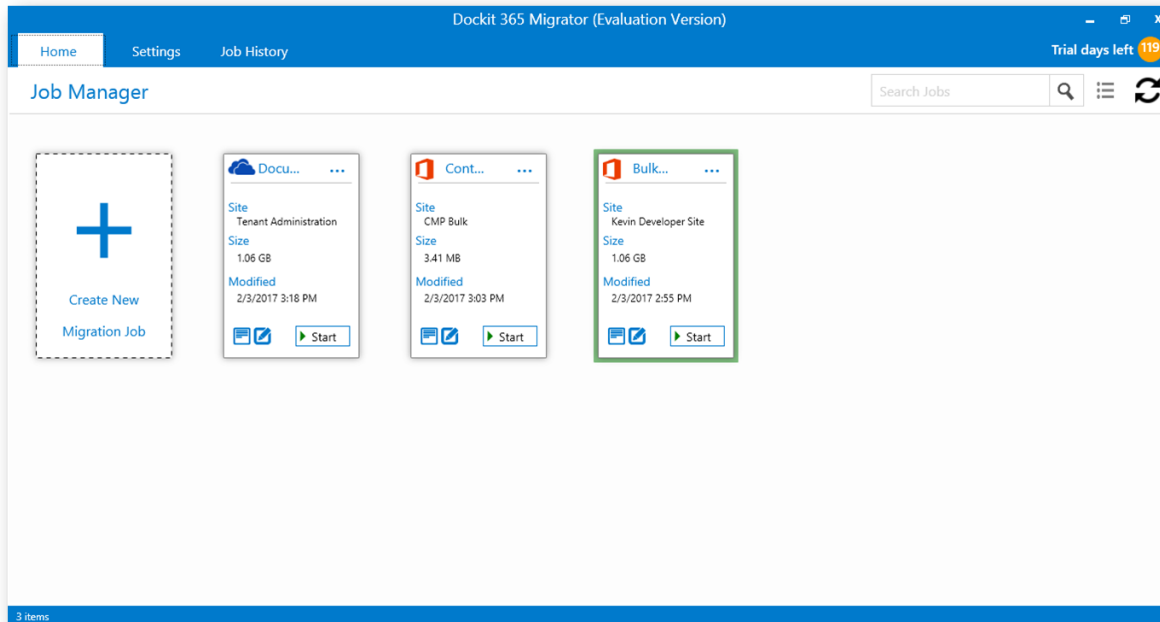 Dockit 365 Migrator (Evaluation Version)
Home Settings Job History
Trial days left 119
Job Manager
Search Jobs
Create New
Migration Job
Docu... ...
Site
Tenant Administration
Size
1.06 GB
Modified
2/3/2017 3:18 PM
Start
Cont... ...
Site
CMP Bulk
Size
3.41 MB
Modified
2/3/2017 3:03 PM
Start
Bulk... ...
Site
Kevin Developer Site
Size
1.06 GB
Modified
2/3/2017 2:55 PM
Start
3 items